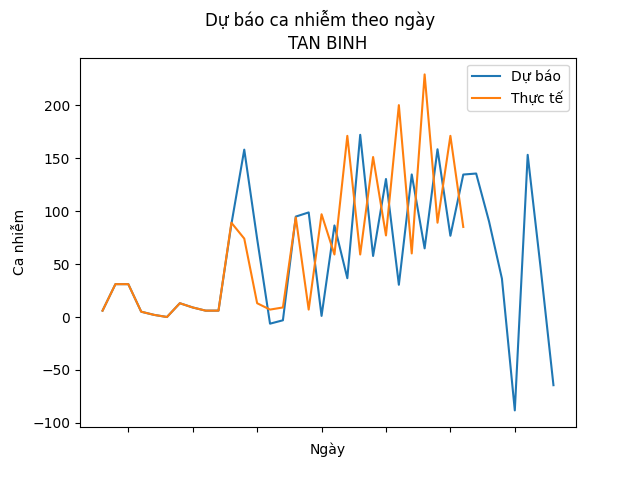 Dự báo ca nhiễm theo ngày
TAN BINH
Dự báo
Thực tế
200
150
100
50
0
−50
−100
Ca nhiễm
Ngày